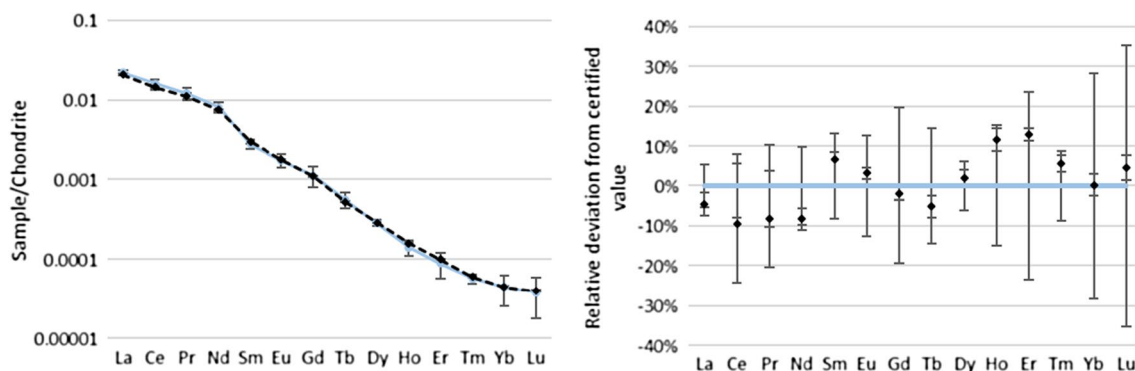 0.1
0.01
0.001
0.0001
0.00001
Sample/Chondrite
La Ce Pr Nd Sm Eu Gd Tb Dy Ho Er Tm Yb Lu
40%
30%
20%
10%
0%
-10%
-20%
-30%
-40%
Relative deviation from certified
value
La Ce Pr Nd Sm Eu Gd Tb Dy Ho Er Tm Yb Lu